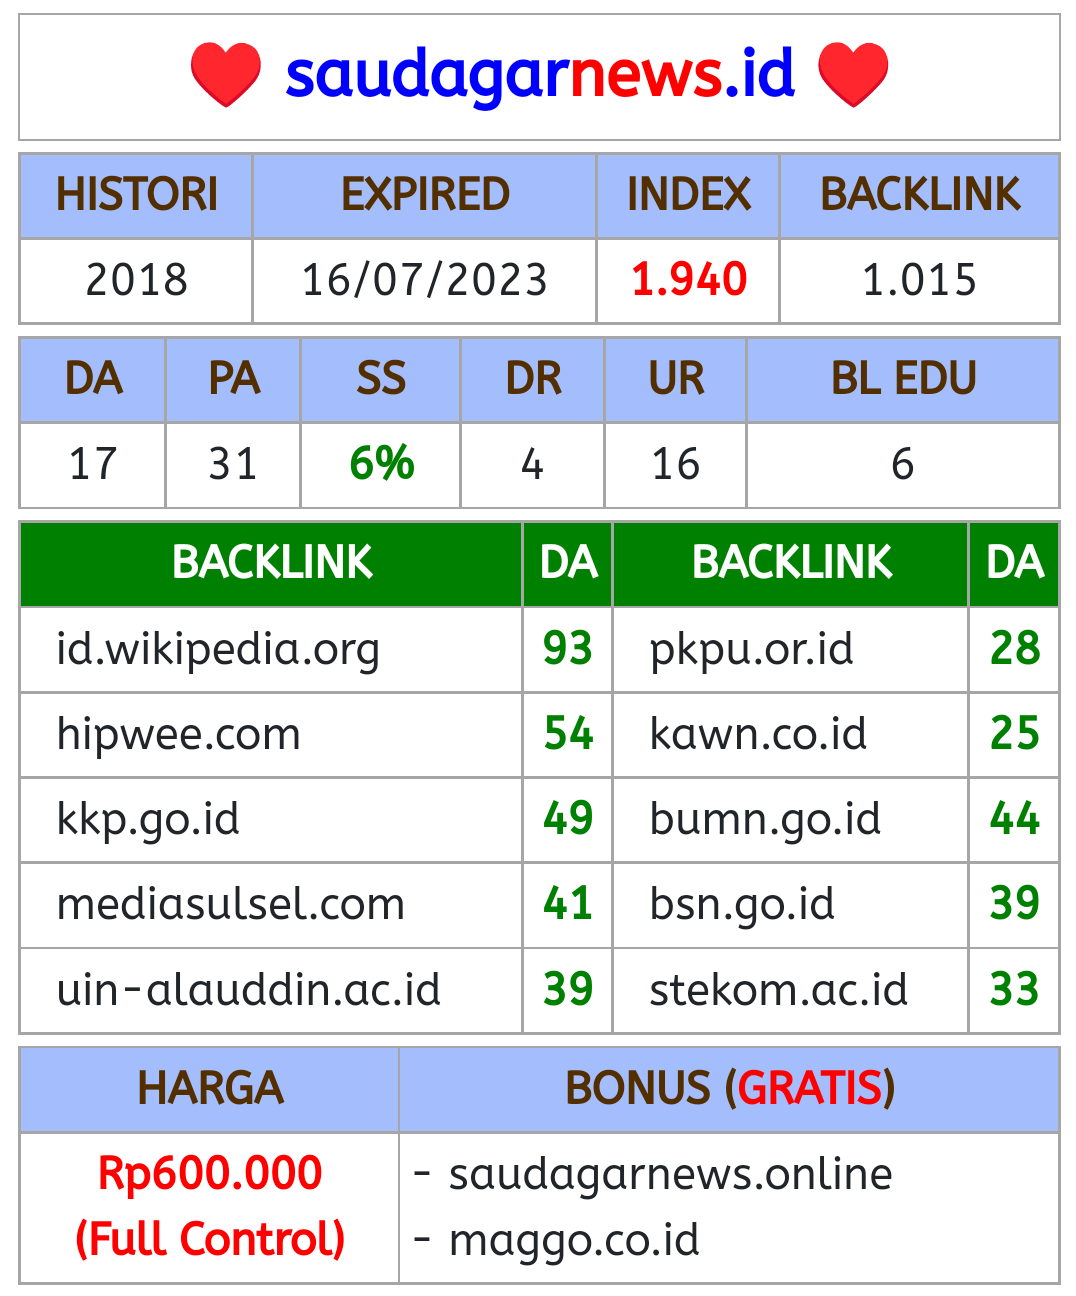 ❤️ saudagarnews.id ❤️
HISTORI EXPIRED INDEX BACKLINK
2018 16/07/2023 1.940 1.015
DA PA SS DR UR BL EDU
17 31 6% 4 16 6
BACKLINK DA BACKLINK DA
id.wikipedia.org 93 pkpu.or.id 28
hipwee.com 54 kawn.co.id 25
kkp.go.id 49 bumn.go.id 44
mediasulsel.com 41 bsn.go.id 39
uin-alauddin.ac.id 39 stekom.ac.id 33
HARGA BONUS (GRATIS)
Rp600.000 - saudagarnews.online
(Full Control) - maggo.co.id